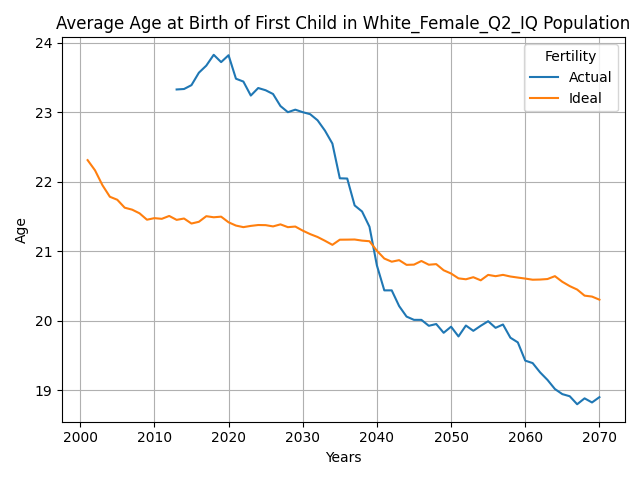 Average Age at Birth of First Child in White_Female_Q2_IQ Population
Fertility
Actual
Ideal
24
23
22
21
20
19
Age
2000
2010
2020
2030
2040
2050
2060
2070
Years